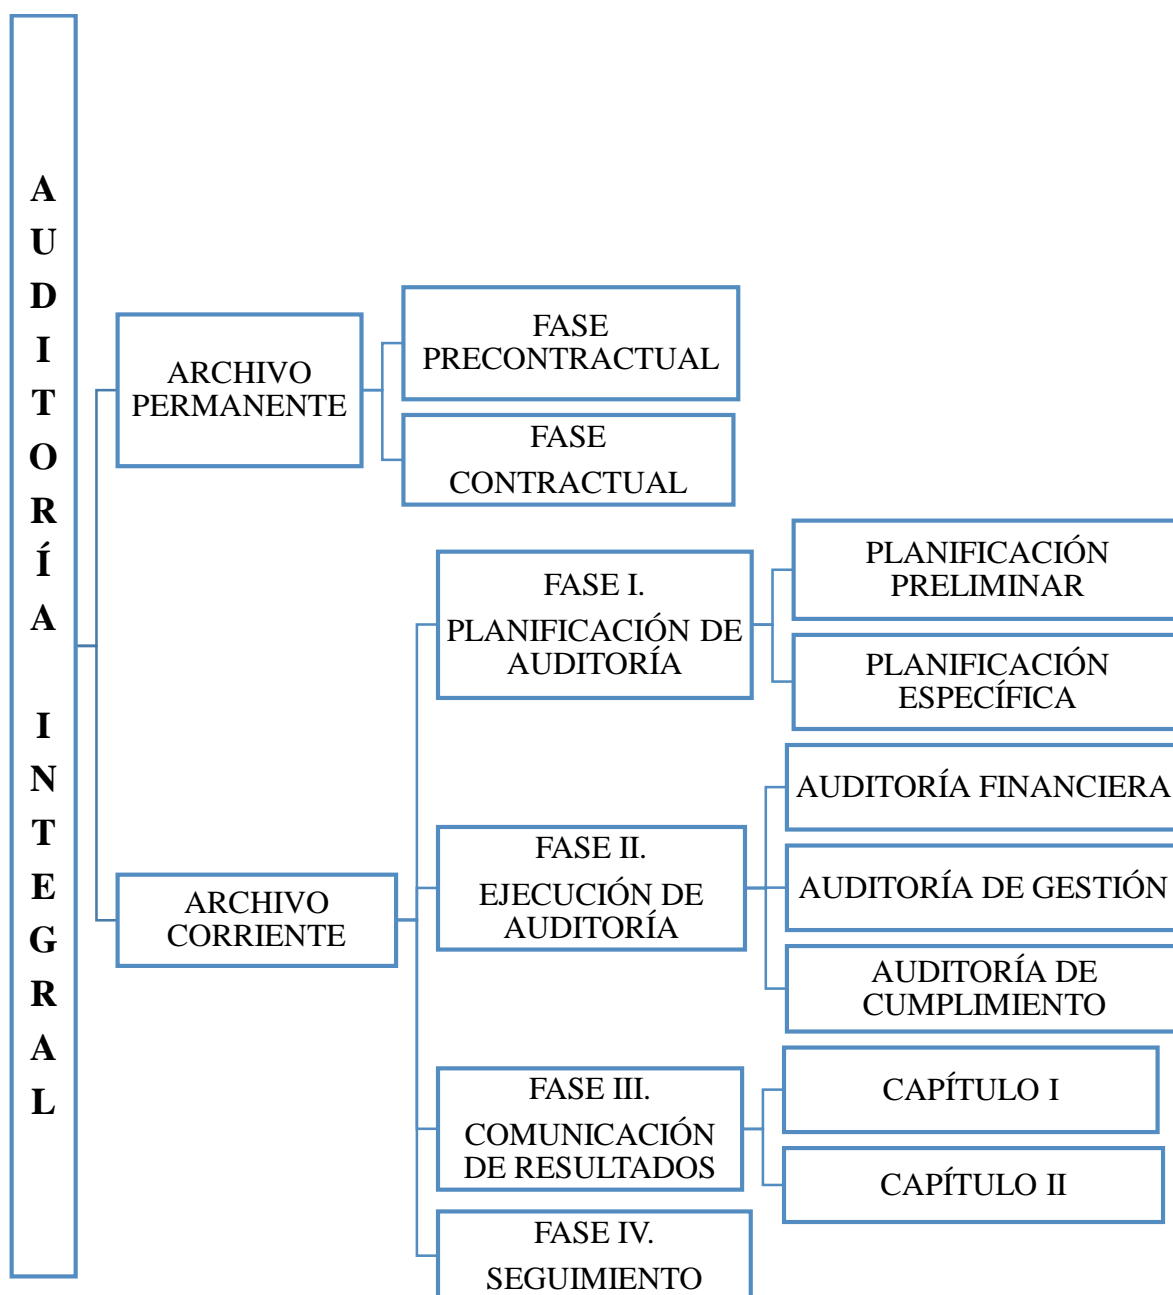 AUDITORÍA INTEGRAL
ARCHIVO
PERMANENTE
FASE
PRECONTRACTUAL
FASE
CONTRACTUAL
ARCHIVO
CORRIENTE
FASE I.
PLANIFICACIÓN DE
AUDITORÍA
PLANIFICACIÓN
PRELIMINAR
PLANIFICACIÓN
ESPECÍFICA
FASE II.
EJECUCIÓN DE
AUDITORÍA
AUDITORÍA FINANCIERA
AUDITORÍA DE GESTIÓN
AUDITORÍA DE
CUMPLIMIENTO
FASE III.
COMUNICACIÓN
DE RESULTADOS
CAPÍTULO I
CAPÍTULO II
FASE IV.
SEGUIMIENTO